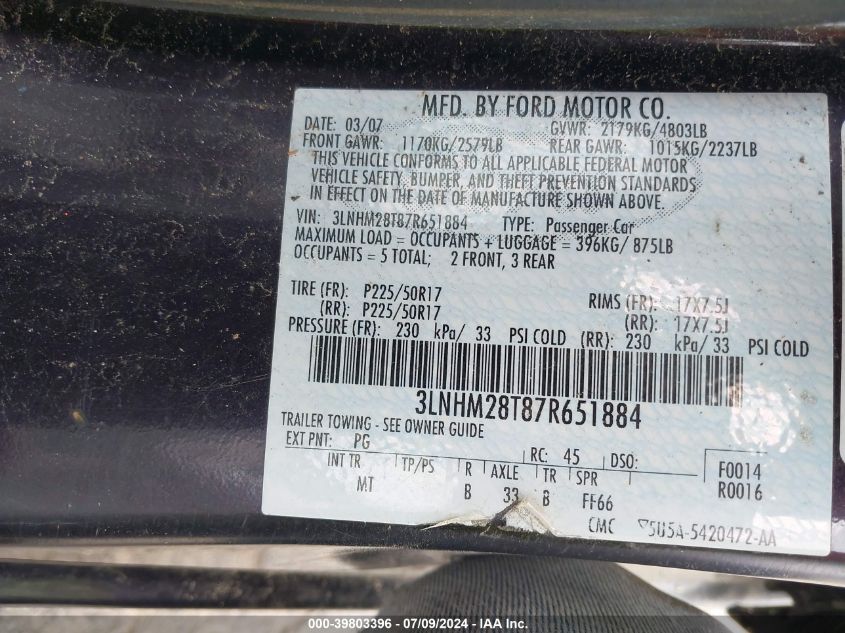 MFD. BY FORD MOTOR CO.
DATE: 03/07 GVWR: 2179KG/4803LB
FRONT GAWR: 1170KG/2579LB REAR GAWR: 1015KG/2237LB
THIS VEHICLE CONFORMS TO ALL APPLICABLE FEDERAL MOTOR
VEHICLE SAFETY, BUMPER, AND THEFT PREVENTION STANDARDS
IN EFFECT ON THE DATE OF MANUFACTURE SHOWN ABOVE.
VIN: 3LNHM28T87R651884 TYPE: Passenger Car
MAXIMUM LOAD = OCCUPANTS + LUGGAGE = 396KG/ 875LB
OCCUPANTS = 5 TOTAL; 2 FRONT, 3 REAR
TIRE (FR): P225/50R17 RIMS (FR): 17X7.5J
(RR): P225/50R17 (RR): 17X7.5J
PRESSURE (FR): 230 kPa/ 33 PSI COLD (RR): 230 kPa/ 33 PSI COLD
3LNHM28T87R651884
TRAILER TOWING - SEE OWNER GUIDE
EXT PNT: PG RC: 45 DSO: F0014
INT TR TP/PS R AXLE TR SPR R0016
MT B 33 B FF66
CMC 5U5A-5420472-AA
000-39803396 - 07/09/2024 - IAA Inc.